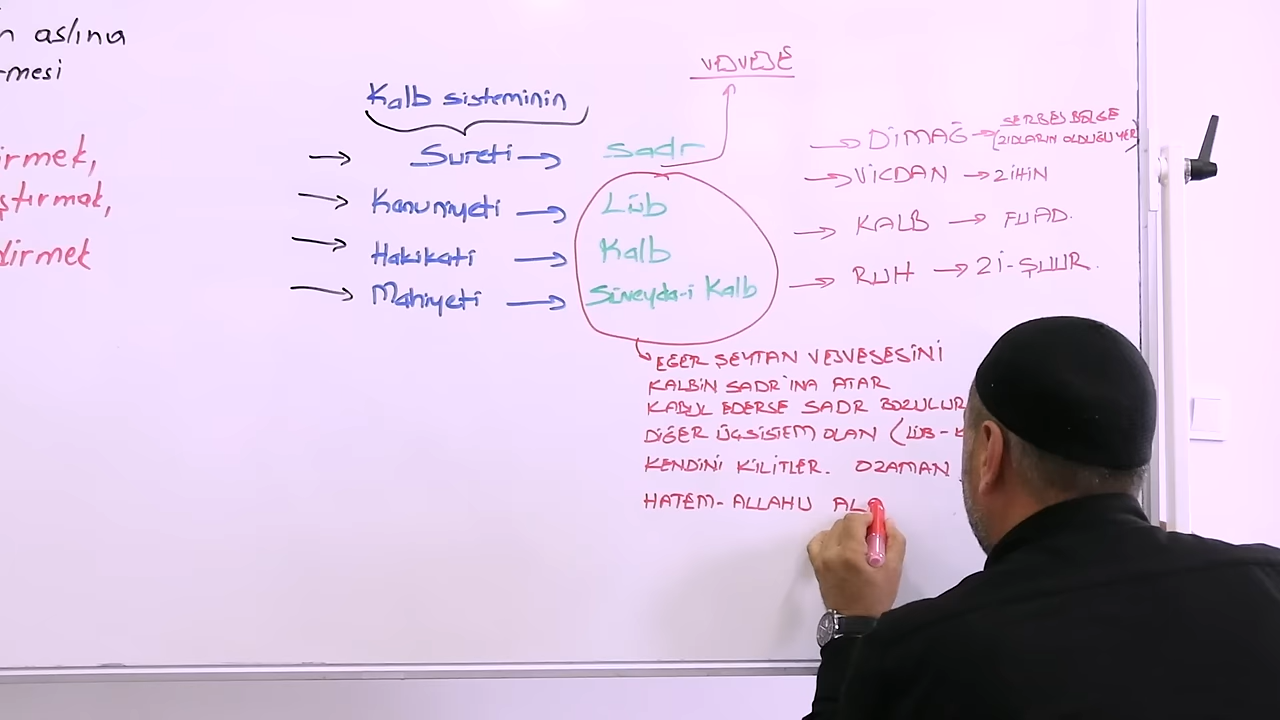 n aslına
rmesi
irmek,
ştırmak,
dirmek
VESVESE
Kalb sisteminin
Sureti → Sadr → DİMAĞ → SERBES BÖLGE
(ZIDLARIN OLDUĞU YER)
→ Kanuniyeti → Lüb → VİCDAN → ZİHİN
→ Hakikati → Kalb → KALB → FUAD.
→ Mahiyeti → Süveyda-i Kalb → RUH → Zİ-ŞUUR.
EĞER ŞEYTAN VESVESESİNİ
KALBİN SADR'INA ATAR
KABUL EDERSE SADR BOZULUR
DİĞER ÜÇ SİSTEM OLAN (LÜB-K
KENDİNİ KİLİTLER. OZAMAN
HATEM-ALLAHU AL